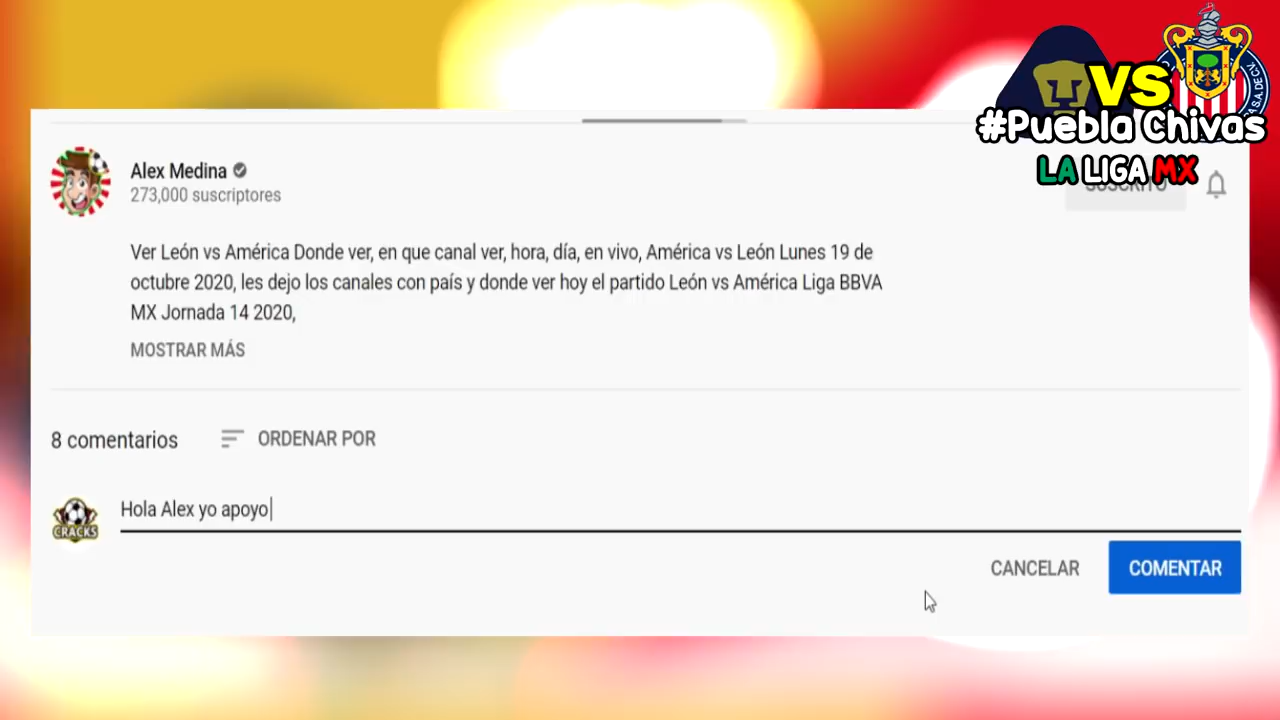 VS
#Puebla Chivas
LA LIGA MX
Alex Medina
273,000 suscriptores
SUSCRITO
Ver León vs América Donde ver, en que canal ver, hora, día, en vivo, América vs León Lunes 19 de
octubre 2020, les dejo los canales con país y donde ver hoy el partido León vs América Liga BBVA
MX Jornada 14 2020,
MOSTRAR MÁS
8 comentarios
ORDENAR POR
CRACKS
Hola Alex yo apoyo
CANCELAR
COMENTAR